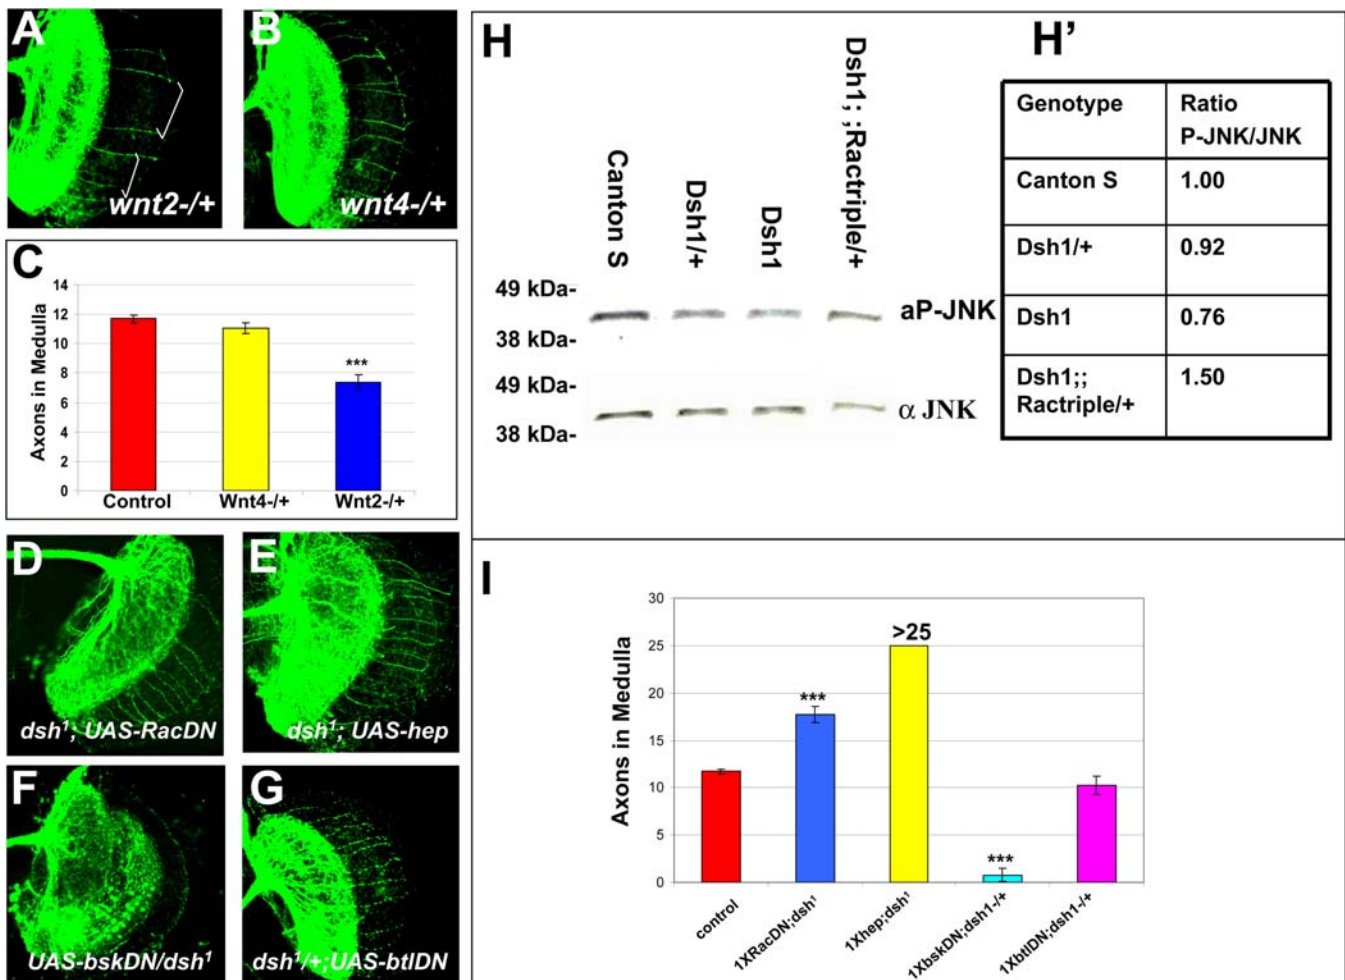 A
wnt2-/+
B
wnt4-/+
C
Axons in Medulla
14
12
10
8
6
4
2
0
***
Control
Wnt4-/+
Wnt2-/+
D
dsh¹; UAS-RacDN
E
dsh¹; UAS-hep
F
UAS-bskDN/dsh¹
G
dsh¹/+;UAS-btlDN
H
Canton S
Dsh1/+
Dsh1
Dsh1; ;Ractriple/+
49 kDa-
38 kDa-
aP-JNK
49 kDa-
38 kDa-
α JNK
H'
Genotype
Ratio
P-JNK/JNK
Canton S
1.00
Dsh1/+
0.92
Dsh1
0.76
Dsh1;;
Ractriple/+
1.50
I
Axons in Medulla
30
25
20
15
10
5
0
***
>25
***
control
1XRacDN;dsh¹
1Xhep;dsh¹
1XbskDN;dsh1-/+
1XbtlDN;dsh1-/+